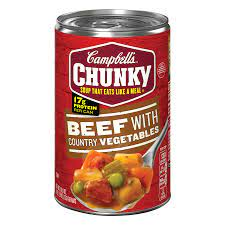 Campbell's
CHUNKY
SOUP THAT EATS LIKE A MEAL
17g
PROTEIN
PER CAN
BEEF WITH
COUNTRY VEGETABLES